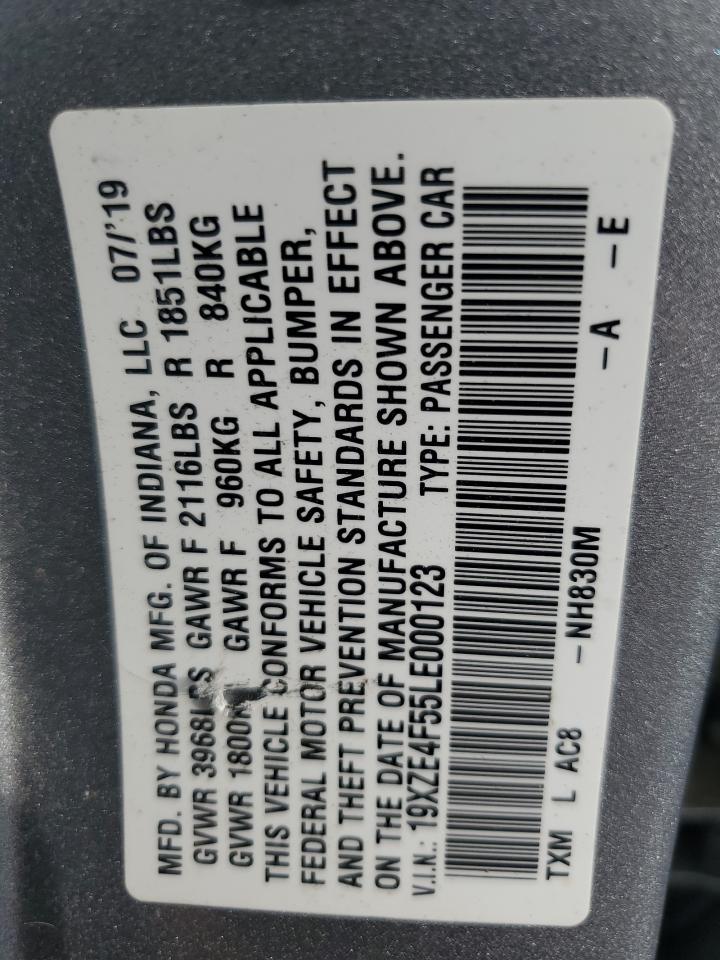 MFD. BY HONDA MFG. OF INDIANA, LLC 07/'19
GVWR 3968LBS GAWR F 2116LBS R 1851LBS
GVWR 1800KG GAWR F 960KG R 840KG
THIS VEHICLE CONFORMS TO ALL APPLICABLE
FEDERAL MOTOR VEHICLE SAFETY, BUMPER,
AND THEFT PREVENTION STANDARDS IN EFFECT
ON THE DATE OF MANUFACTURE SHOWN ABOVE.
V.I.N.: 19XZE4F55LE000123 TYPE: PASSENGER CAR
TXM L AC8 -NH830M -A -E